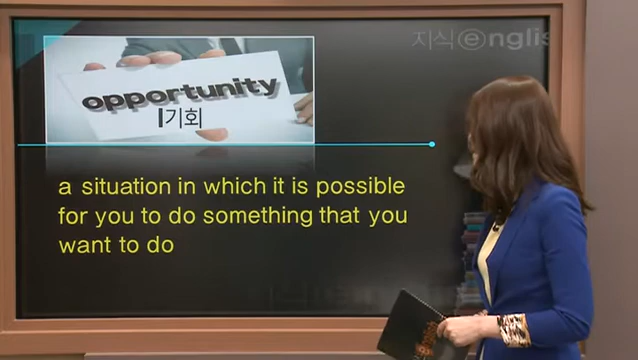 지식ⓔnglis
opportunity
기회
a situation in which it is possible
for you to do something that you
want to do